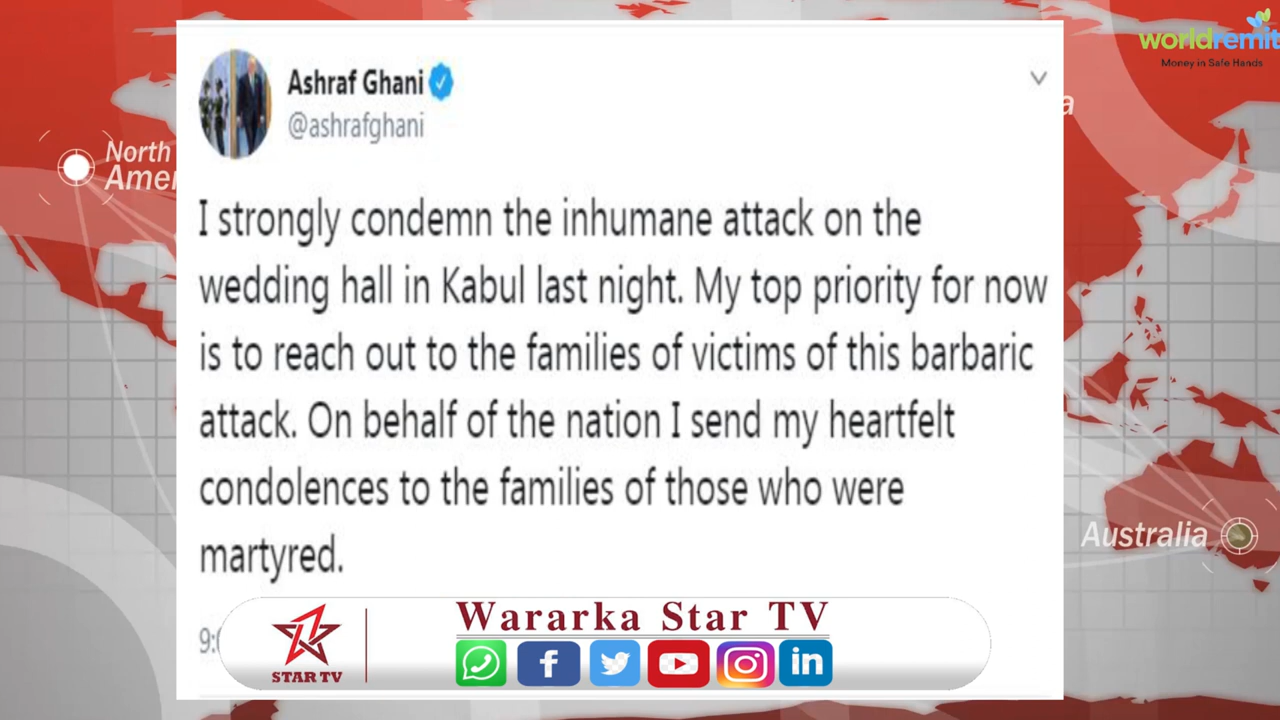 worldremit
Money in Safe Hands
Ashraf Ghani
@ashrafghani
North
I strongly condemn the inhumane attack on the
wedding hall in Kabul last night. My top priority for now
is to reach out to the families of victims of this barbaric
attack. On behalf of the nation I send my heartfelt
condolences to the families of those who were
martyred.
Australia
Wararka Star TV
STAR TV
in